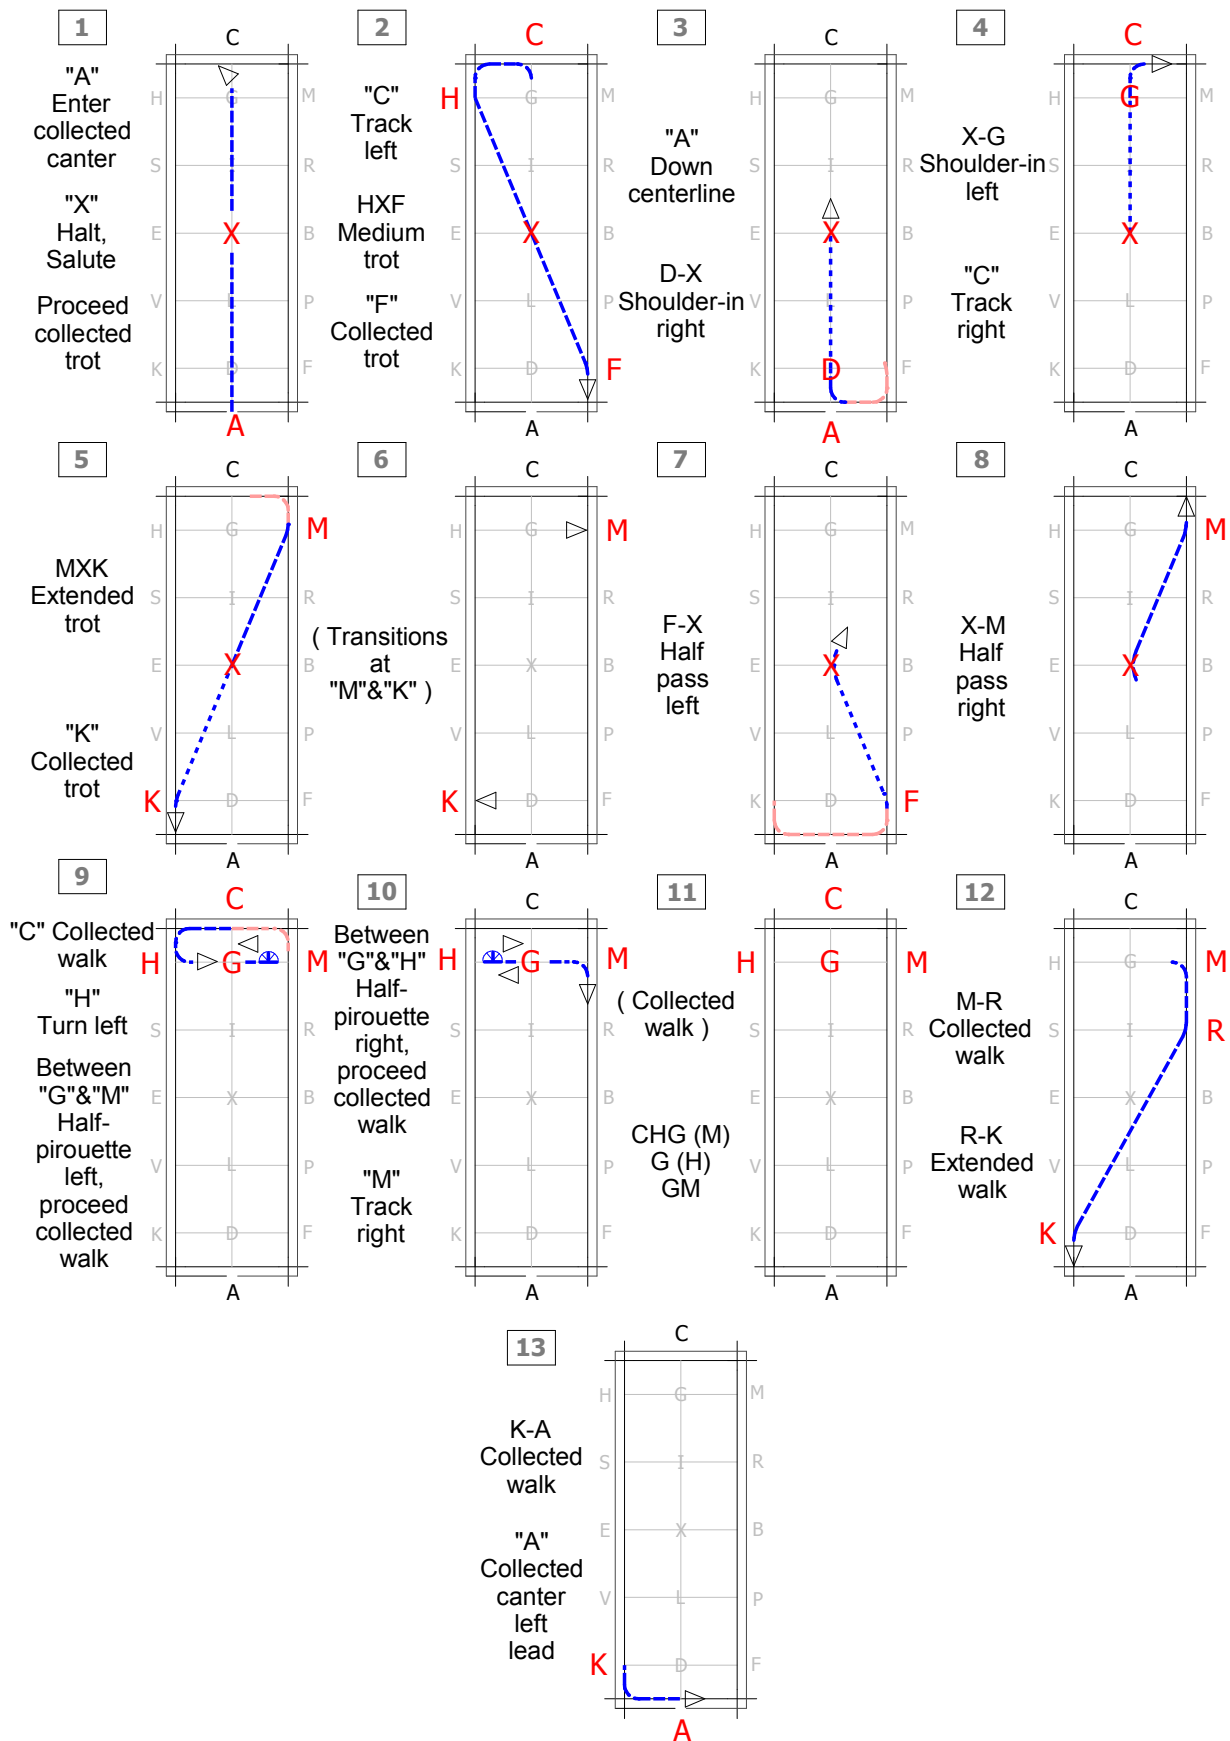 1
"A"
Enter
collected
canter
"X"
Halt,
Salute
Proceed
collected
trot
C
H G M
S R
E X B
V L P
K D F
A
2
"C"
Track
left
HXF
Medium
trot
"F"
Collected
trot
C
H G M
S I R
E X B
V L P
K D F
A
3
"A"
Down
centerline
D-X
Shoulder-in
right
C
H G M
S I R
E X B
V P
K D F
A
4
X-G
Shoulder-in
left
"C"
Track
right
C
H G M
S R
E X B
V L P
K D F
A
5
MXK
Extended
trot
"K"
Collected
trot
C
H G M
S I R
E X B
V L P
K D F
A
6
( Transitions
at
"M"&"K" )
C
H G M
S I R
E X B
V L P
K D F
A
7
F-X
Half
pass
left
C
H G M
S I R
E X B
V L P
K D F
A
8
X-M
Half
pass
right
C
H G M
S I R
E X B
V L P
K D F
A
9
"C" Collected
walk
"H"
Turn left
Between
"G"&"M"
Half-
pirouette
left,
proceed
collected
walk
C
H G M
S I R
E X B
V L P
K D F
A
10
Between
"G"&"H"
Half-
pirouette
right,
proceed
collected
walk
"M"
Track
right
C
H G M
S I R
E X B
V L P
K D F
A
11
( Collected
walk )
CHG (M)
G (H)
GM
C
H G M
S I R
E X B
V L P
K D F
A
12
M-R
Collected
walk
R-K
Extended
walk
C
H G M
S I R
E X B
V L P
K D F
A
13
K-A
Collected
walk
"A"
Collected
canter
left
lead
C
H G M
S I R
E X B
V L P
K D F
A